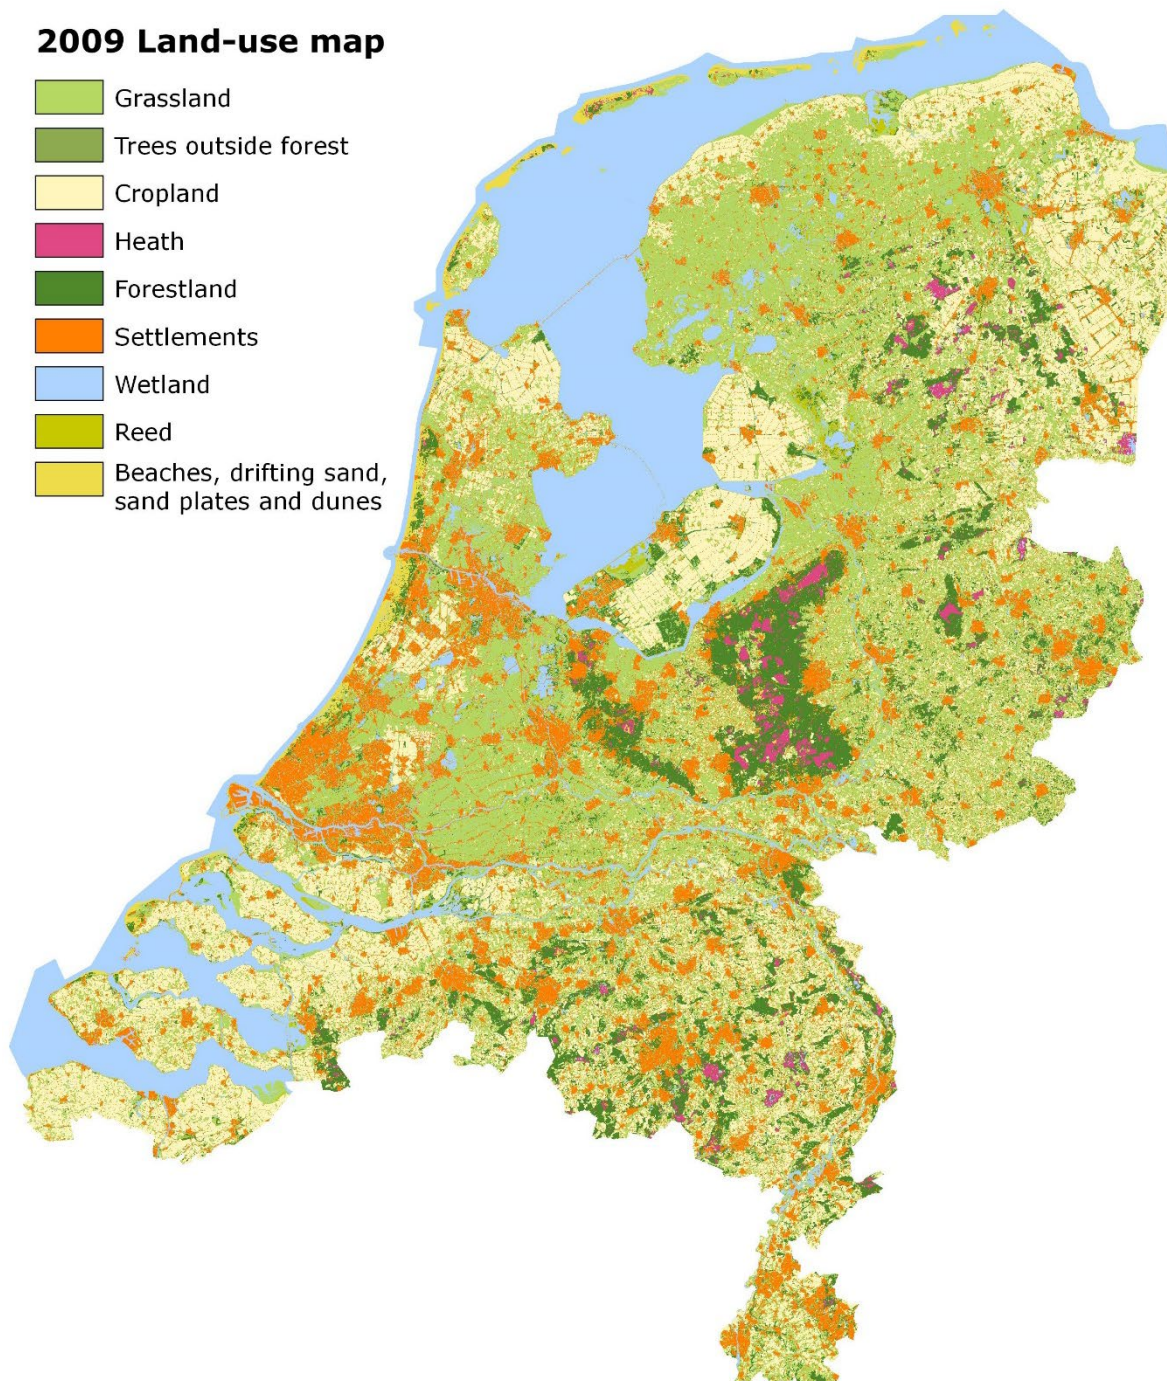 2009 Land-use map
Grassland
Trees outside forest
Cropland
Heath
Forestland
Settlements
Wetland
Reed
Beaches, drifting sand,
sand plates and dunes